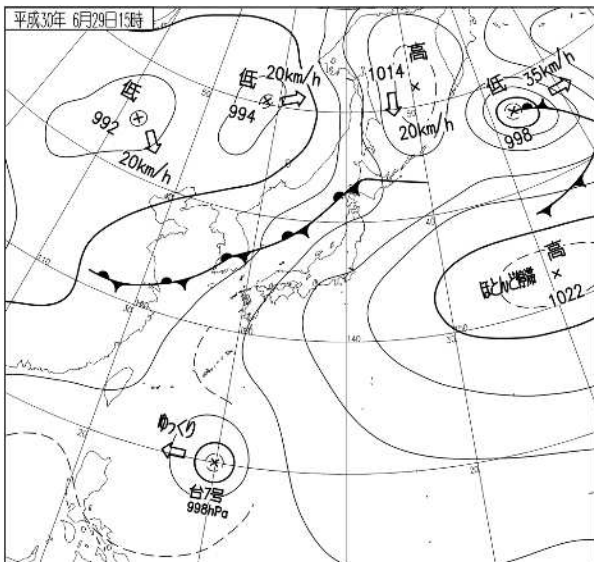 平成30年 6月29日15時
低
992
20km/h
低
994
20km/h
高
1014
20km/h
低
998
35km/h
高
ほとんど停滞
1022
ゆっくり
台7号
998hPa
140